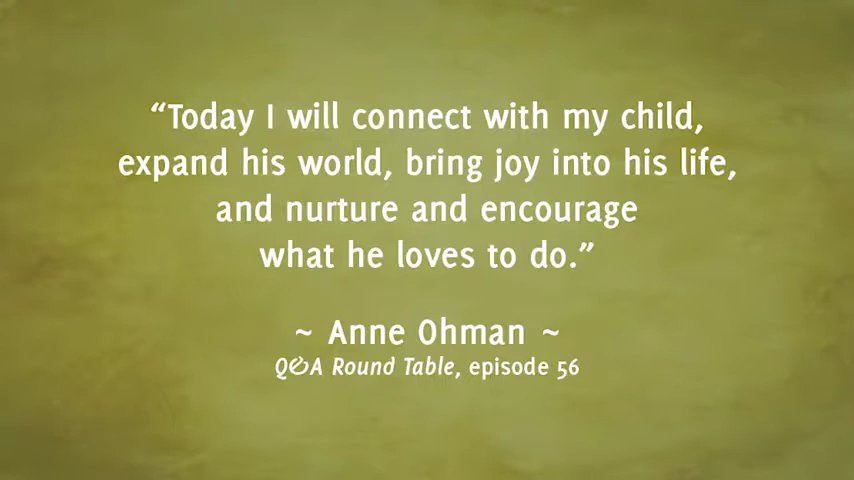 “Today I will connect with my child,
expand his world, bring joy into his life,
and nurture and encourage
what he loves to do.”
~ Anne Ohman ~
Q&A Round Table, episode 56